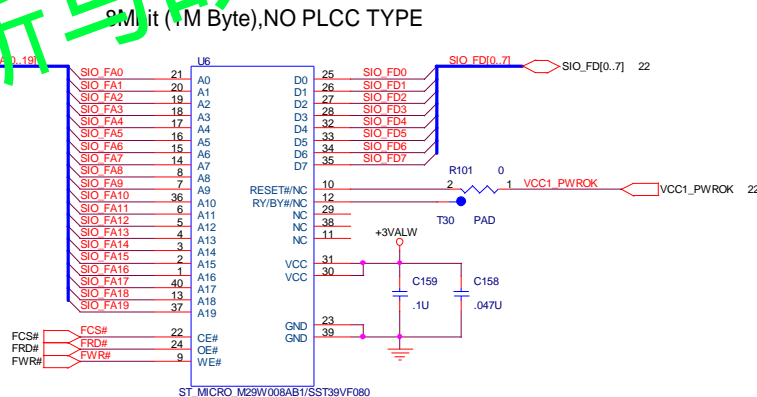 8Mbit (1M Byte),NO PLCC TYPE
U6
SIO_FA0 21 A0 D0 25 SIO_FD0 SIO_FD[0..7] SIO_FD[0..7] 22
SIO_FA1 20 A1 D1 26 SIO_FD1
SIO_FA2 19 A2 D2 27 SIO_FD2
SIO_FA3 18 A3 D3 28 SIO_FD3
SIO_FA4 17 A4 D4 32 SIO_FD4
SIO_FA5 16 A5 D5 33 SIO_FD5
SIO_FA6 15 A6 D6 34 SIO_FD6
SIO_FA7 14 A7 D7 35 SIO_FD7
SIO_FA8 8 A8
SIO_FA9 7 A9 RESET#/NC 10 R101 0 2 1 VCC1_PWROK VCC1_PWROK 22
SIO_FA10 36 A10 RY/BY#/NC 12 T30 PAD
SIO_FA11 6 A11 NC 29
SIO_FA12 5 A12 NC 38
SIO_FA13 4 A13 NC 11 +3VALW
SIO_FA14 3 A14
SIO_FA15 2 A15 VCC 31
SIO_FA16 1 A16 VCC 30
SIO_FA17 40 A17 C159 C158
SIO_FA18 13 A18 .1U .047U
SIO_FA19 37 A19
GND 23
FCS# FCS# 22 CE# GND 39
FRD# FRD# 24 OE#
FWR# FWR# 9 WE#
ST_MICRO_M29W008AB1/SST39VF080